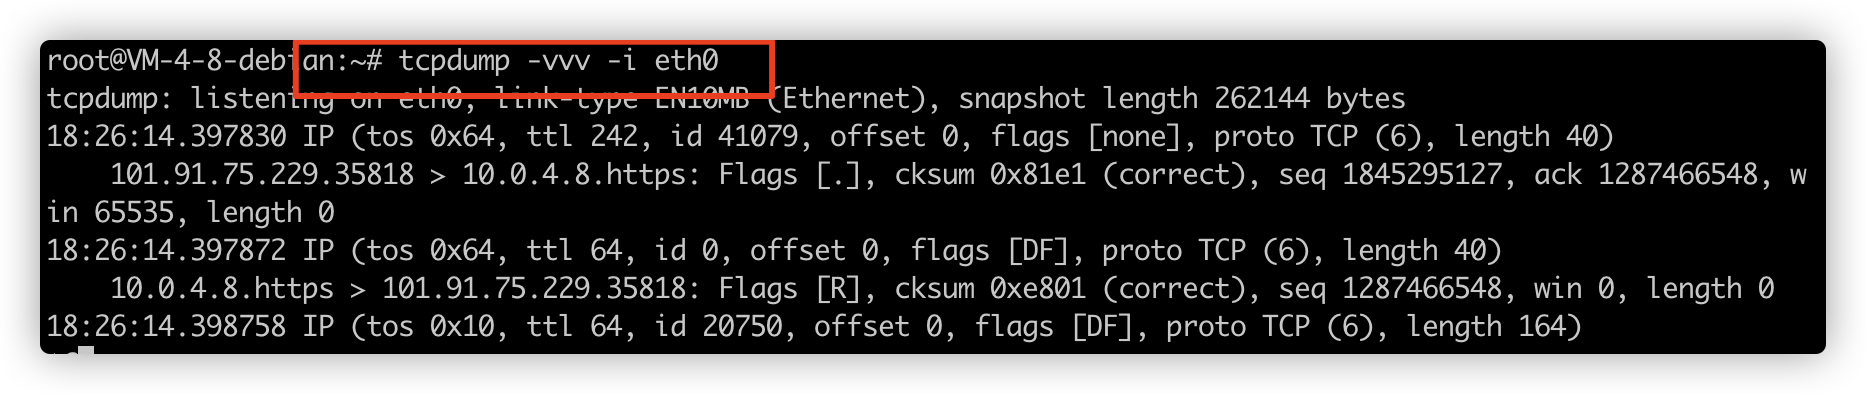 root@VM-4-8-debian:~# tcpdump -vvv -i eth0
tcpdump: listening on eth0, link-type EN10MB (Ethernet), snapshot length 262144 bytes
18:26:14.397830 IP (tos 0x64, ttl 242, id 41079, offset 0, flags [none], proto TCP (6), length 40)
    101.91.75.229.35818 > 10.0.4.8.https: Flags [.], cksum 0x81e1 (correct), seq 1845295127, ack 1287466548, w
in 65535, length 0
18:26:14.397872 IP (tos 0x64, ttl 64, id 0, offset 0, flags [DF], proto TCP (6), length 40)
    10.0.4.8.https > 101.91.75.229.35818: Flags [R], cksum 0xe801 (correct), seq 1287466548, win 0, length 0
18:26:14.398758 IP (tos 0x10, ttl 64, id 20750, offset 0, flags [DF], proto TCP (6), length 164)